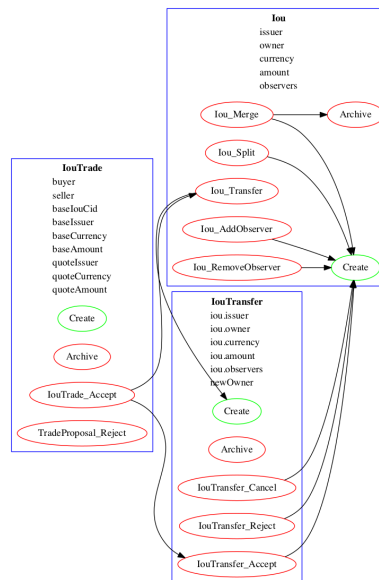 Iou
issuer
owner
currency
amount
observers
Iou_Merge
Archive
Iou_Split
Iou_Transfer
Iou_AddObserver
Iou_RemoveObserver
Create
IouTrade
buyer
seller
baseIouCid
baseIssuer
baseCurrency
baseAmount
quoteIssuer
quoteCurrency
quoteAmount
Create
Archive
IouTrade_Accept
TradeProposal_Reject
IouTransfer
iou.issuer
iou.owner
iou.currency
iou.amount
iou.observers
newOwner
Create
Archive
IouTransfer_Cancel
IouTransfer_Reject
IouTransfer_Accept